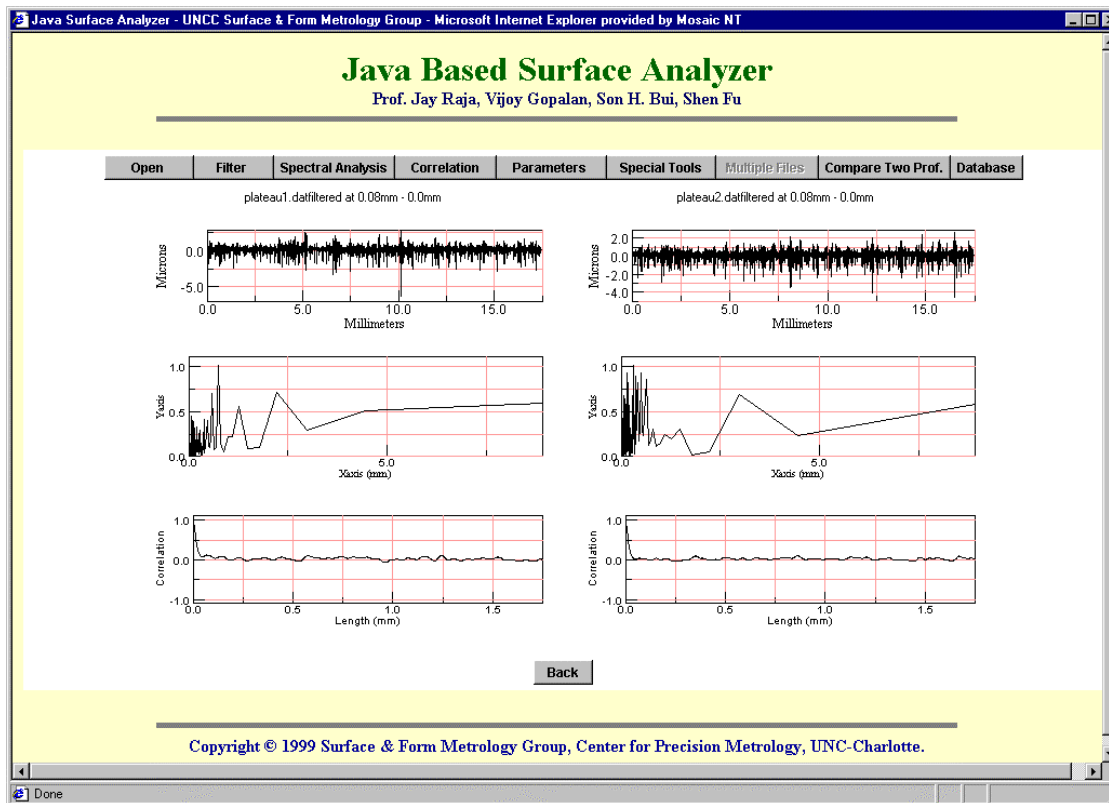 Java Surface Analyzer - UNCC Surface & Form Metrology Group - Microsoft Internet Explorer provided by Mosaic NT
Java Based Surface Analyzer
Prof. Jay Raja, Vijoy Gopalan, Son H. Bui, Shen Fu
Open Filter Spectral Analysis Correlation Parameters Special Tools Multiple Files Compare Two Prof. Database
plateau1.datfiltered at 0.08mm - 0.0mm
Microns
0.0
-5.0
0.0 5.0 10.0 15.0
Millimeters
Yaxis
1.0
0.5
0.0
0.0 5.0
Xaxis (mm)
Correlation
1.0
0.0
-1.0
0.0 0.5 1.0 1.5
Length (mm)
plateau2.datfiltered at 0.08mm - 0.0mm
Microns
2.0
0.0
-2.0
-4.0
0.0 5.0 10.0 15.0
Millimeters
Yaxis
1.0
0.5
0.0
0.0 5.0
Xaxis (mm)
Correlation
1.0
0.0
-1.0
0.0 0.5 1.0 1.5
Length (mm)
Back
Copyright © 1999 Surface & Form Metrology Group, Center for Precision Metrology, UNC-Charlotte.
Done